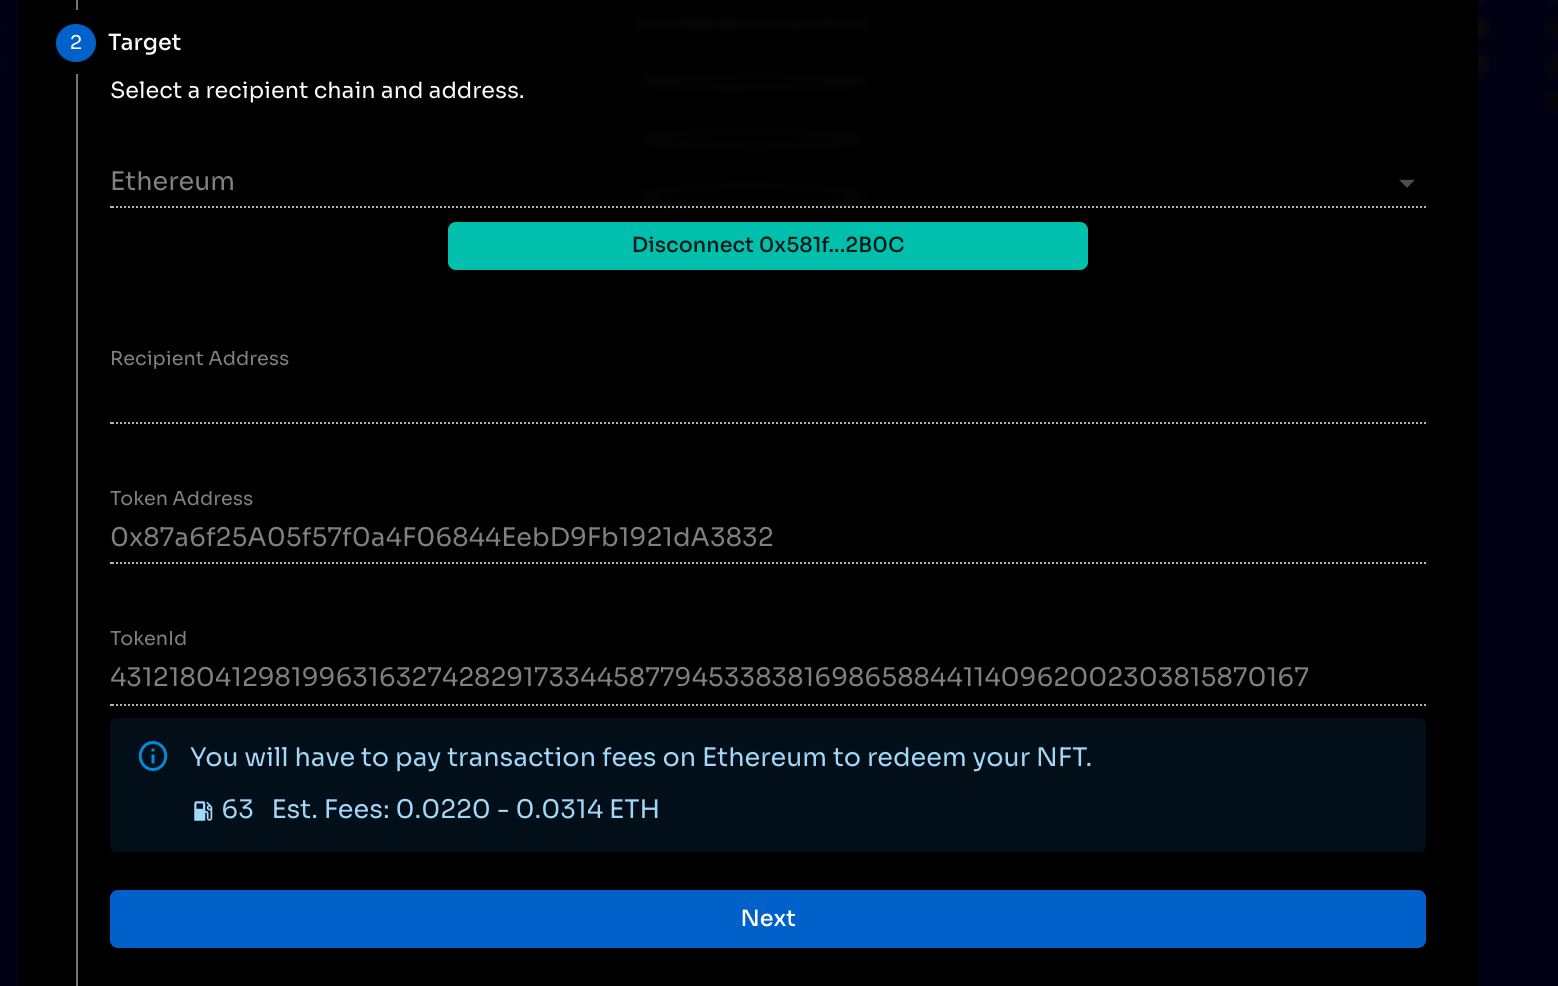 2 Target
Select a recipient chain and address.
Ethereum
Disconnect 0x581f...2B0C
Recipient Address
Token Address
0x87a6f25A05f57f0a4F06844EebD9Fb1921dA3832
TokenId
43121804129819963163274282917334458779453383816986588441140962002303815870167
You will have to pay transaction fees on Ethereum to redeem your NFT.
63 Est. Fees: 0.0220 - 0.0314 ETH
Next